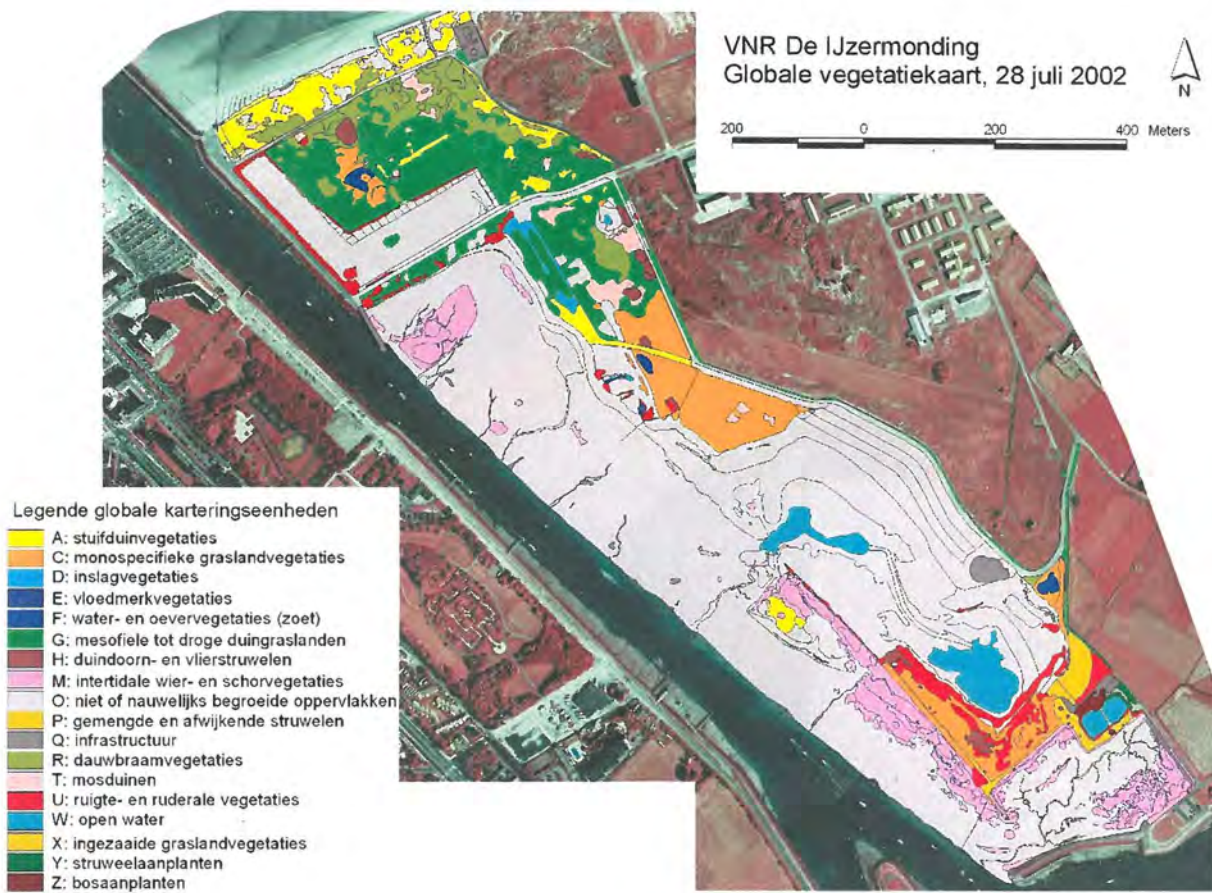 VNR De IJzermonding
Globale vegetatiekaart, 28 juli 2002
N
200 0 200 400 Meters
Legende globale karteringseenheden
A: stuifduinvegetaties
C: monospecifieke graslandvegetaties
D: inslagvegetaties
E: vloedmerkvegetaties
F: water- en oevervegetaties (zoet)
G: mesofiele tot droge duingraslanden
H: duindoorn- en vlierstruwelen
M: intertidale wier- en schorvegetaties
O: niet of nauwelijks begroeide oppervlakken
P: gemengde en afwijkende struwelen
Q: infrastructuur
R: dauwbraamvegetaties
T: mosduinen
U: ruigte- en ruderale vegetaties
W: open water
X: ingezaaide graslandvegetaties
Y: struweelaanplanten
Z: bosaanplanten